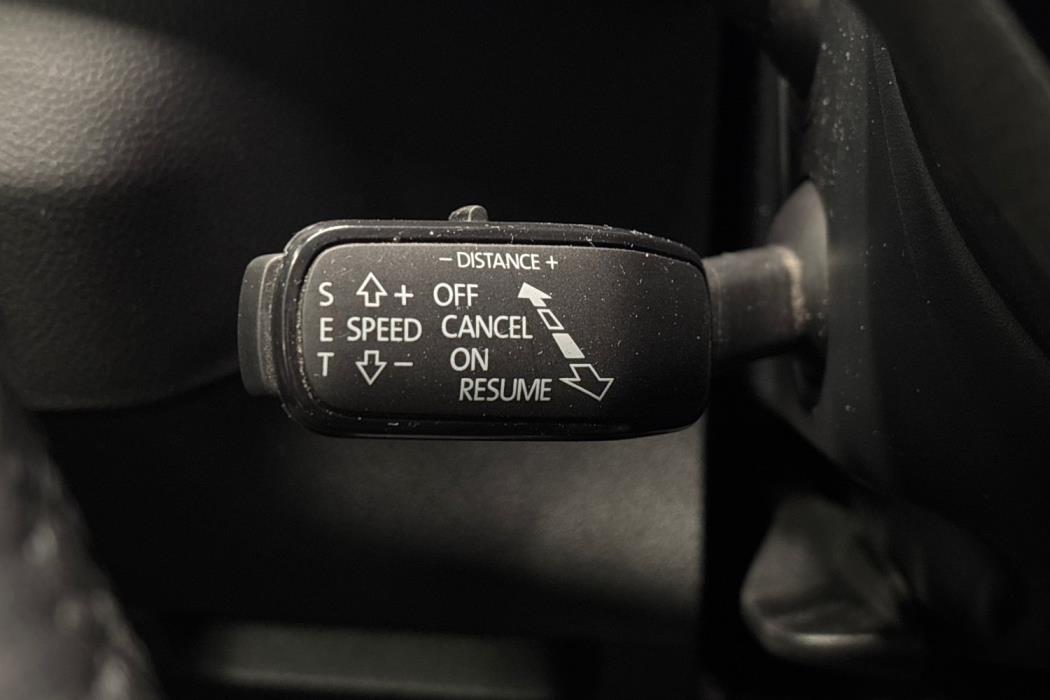 − DISTANCE +
S + OFF
E SPEED CANCEL
T − ON
RESUME